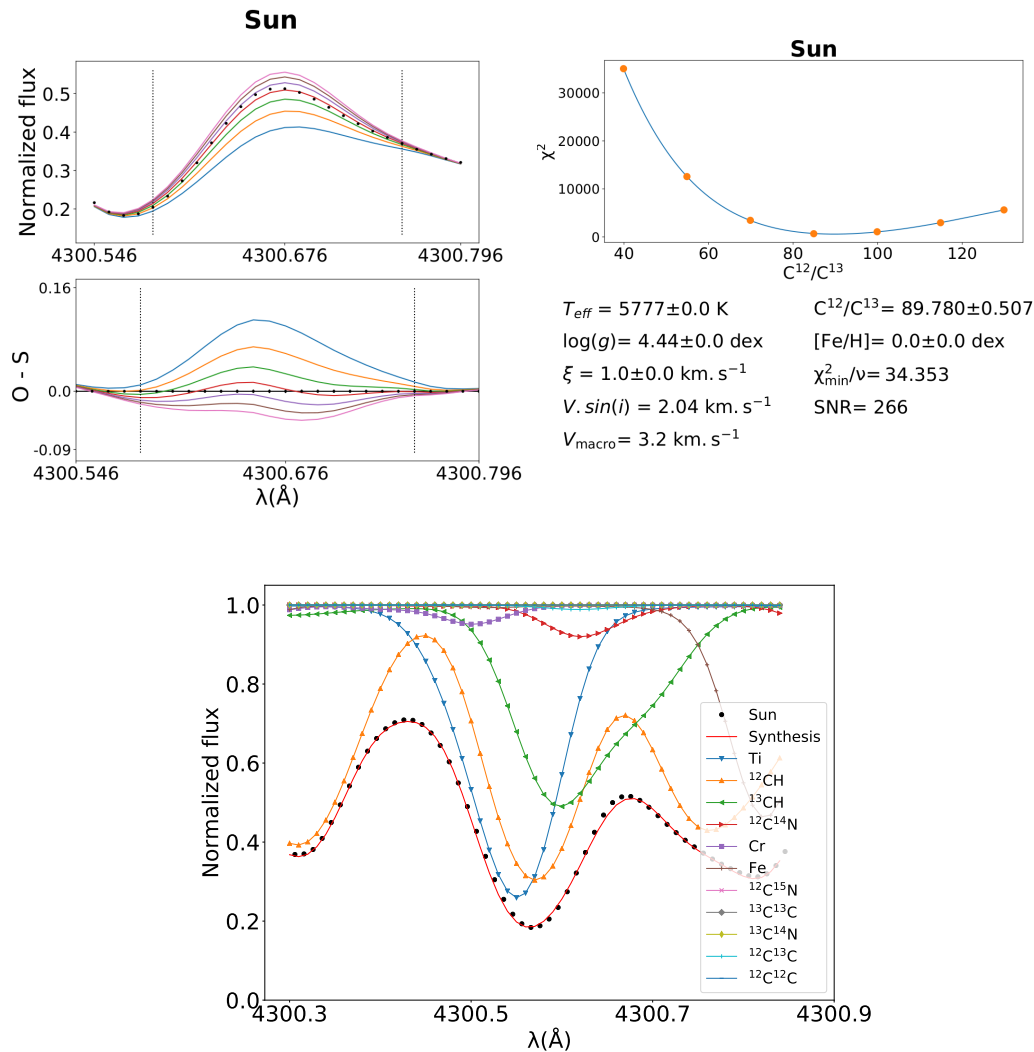 Sun
Normalized flux
0.5
0.4
0.3
0.2
4300.546
4300.676
4300.796
O - S
0.16
0.0
-0.09
4300.546
4300.676
4300.796
λ(Å)
Sun
χ²
30000
20000
10000
0
40
60
80
100
120
C¹²/C¹³
T_eff = 5777±0.0 K
log(g)= 4.44±0.0 dex
ξ = 1.0±0.0 km. s⁻¹
V. sin(i) = 2.04 km. s⁻¹
V_macro= 3.2 km. s⁻¹
C¹²/C¹³= 89.780±0.507
[Fe/H]= 0.0±0.0 dex
χ²_min/ν= 34.353
SNR= 266
Normalized flux
1.0
0.8
0.6
0.4
0.2
0.0
4300.3
4300.5
4300.7
4300.9
λ(Å)
Sun
Synthesis
Ti
¹²CH
¹³CH
¹²C¹⁴N
Cr
Fe
¹²C¹⁵N
¹³C¹³C
¹³C¹⁴N
¹²C¹³C
¹²C¹²C